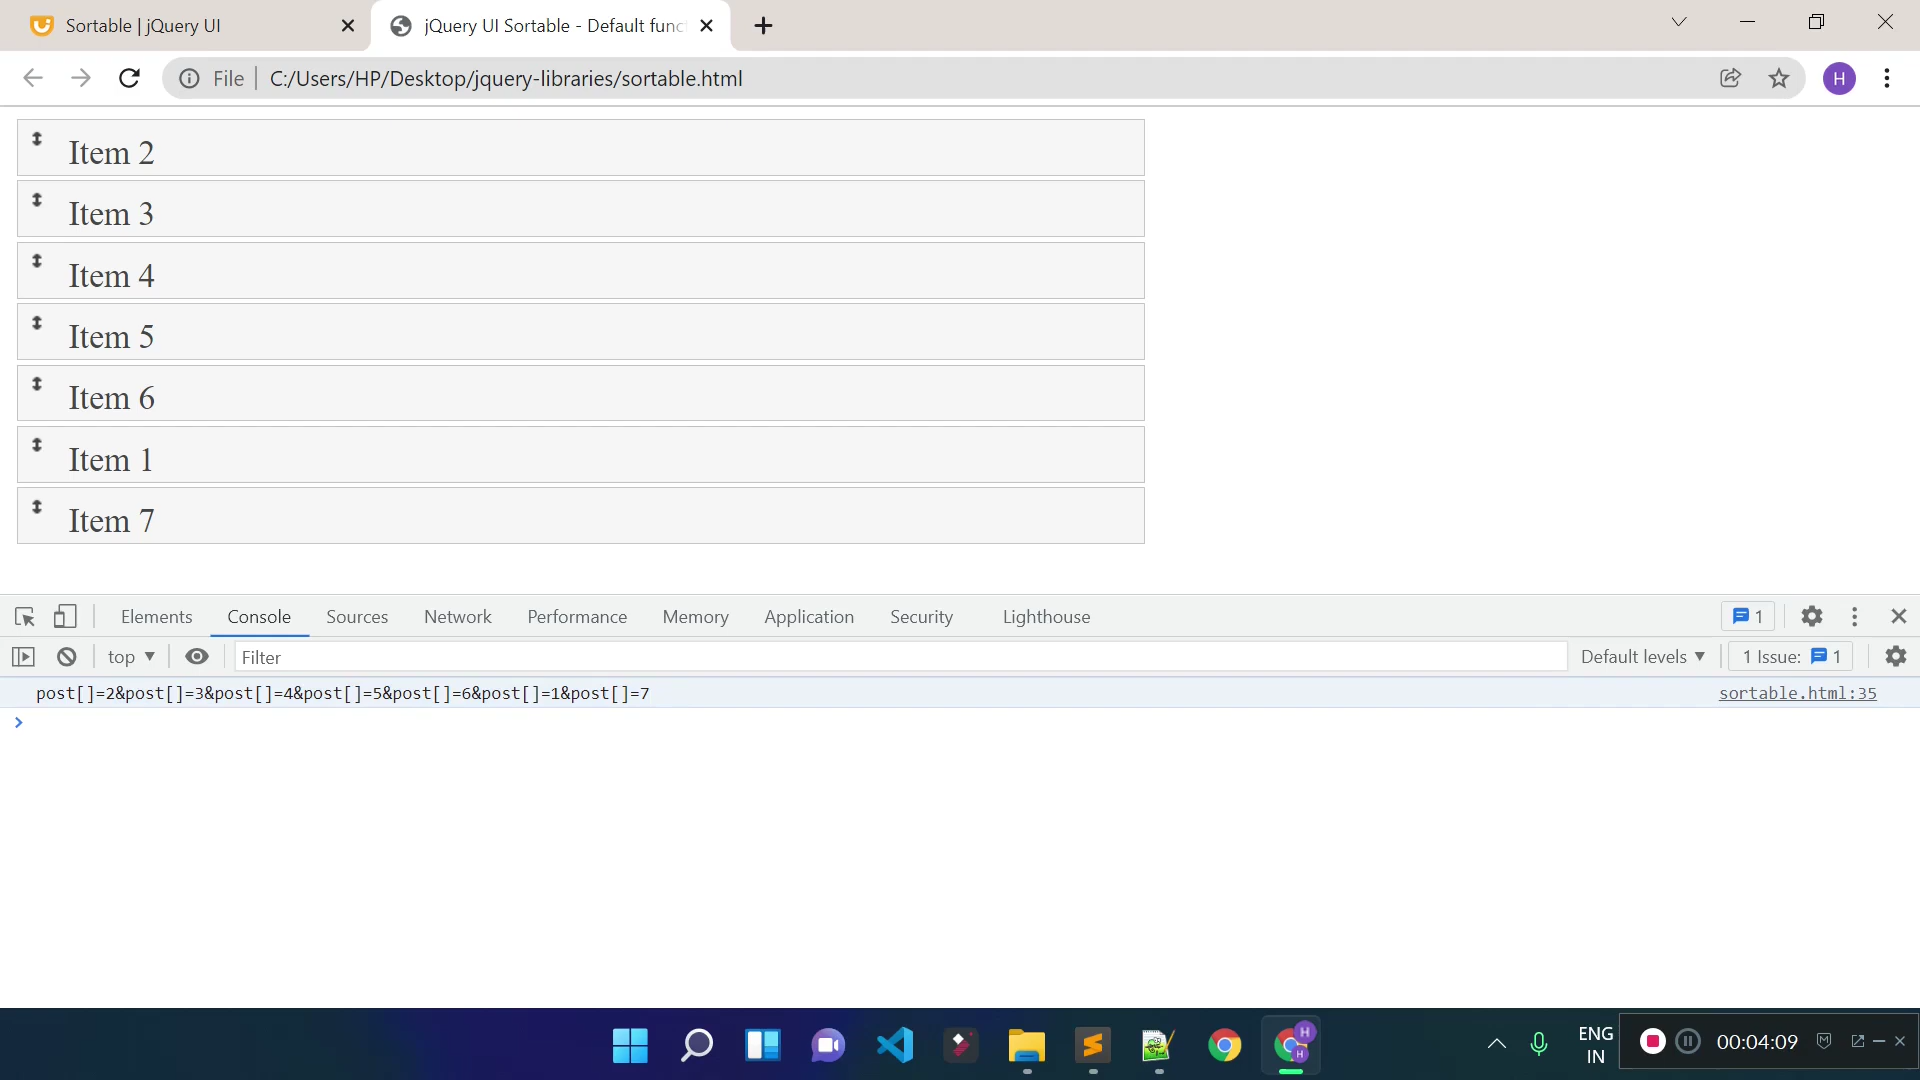 Sortable | jQuery UI
jQuery UI Sortable - Default func
File
C:/Users/HP/Desktop/jquery-libraries/sortable.html
H
Item 2
Item 3
Item 4
Item 5
Item 6
Item 1
Item 7
Elements Console Sources Network Performance Memory Application Security Lighthouse 1
top Filter Default levels 1 Issue: 1
post[]=2&post[]=3&post[]=4&post[]=5&post[]=6&post[]=1&post[]=7 sortable.html:35
ENG
IN
00:04:09